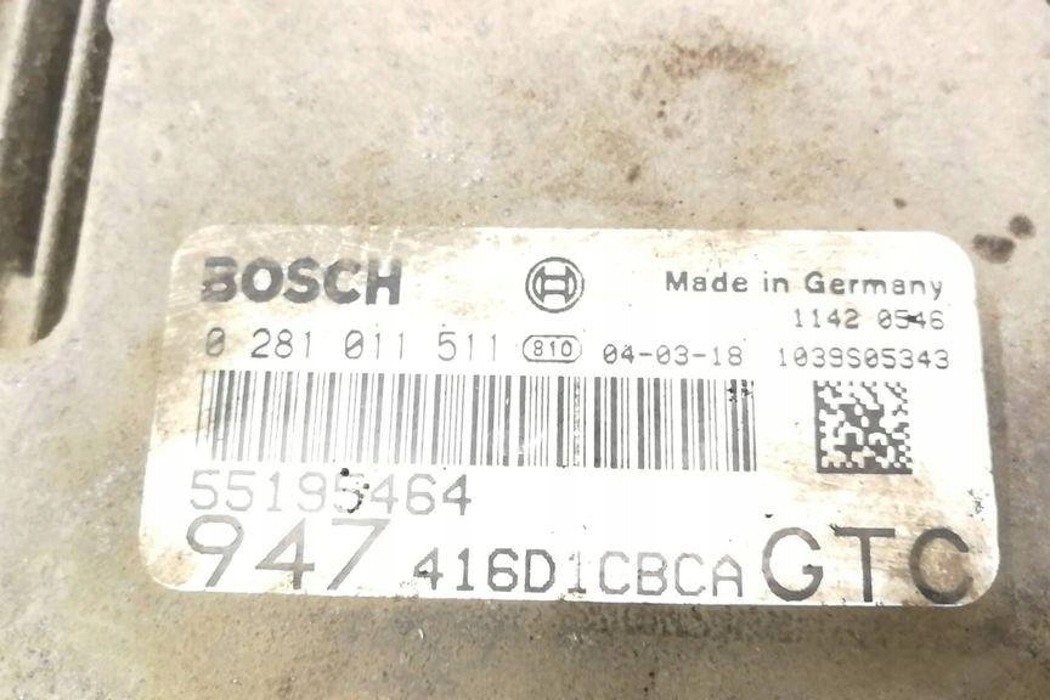 BOSCH
Made in Germany
1142 0546
0 281 011 511 810 04-03-18 1039S05343
55195464
947 416D1CBCA GTC